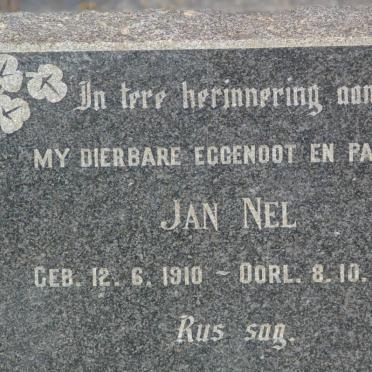 In tere herinnering aan
MY DIERBARE EGGENOOT EN PA
JAN NEL
GEB. 12. 6. 1910 – OORL. 8. 10.
Rus sag.